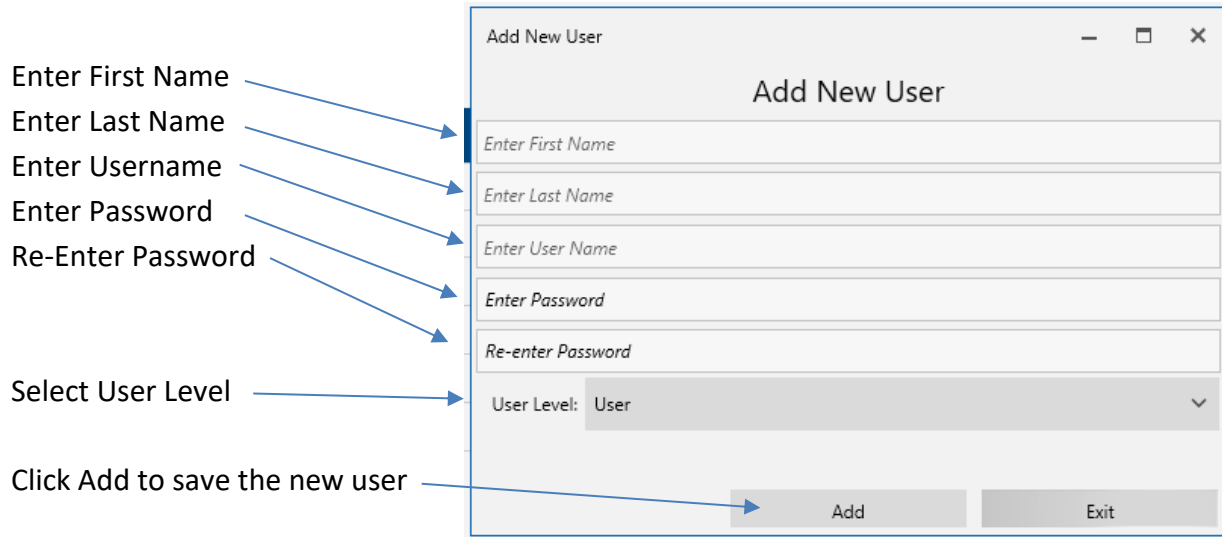 Enter First Name
Enter Last Name
Enter Username
Enter Password
Re-Enter Password
Select User Level
Click Add to save the new user
Add New User
Add New User
Enter First Name
Enter Last Name
Enter User Name
Enter Password
Re-enter Password
User Level: User
Add Exit